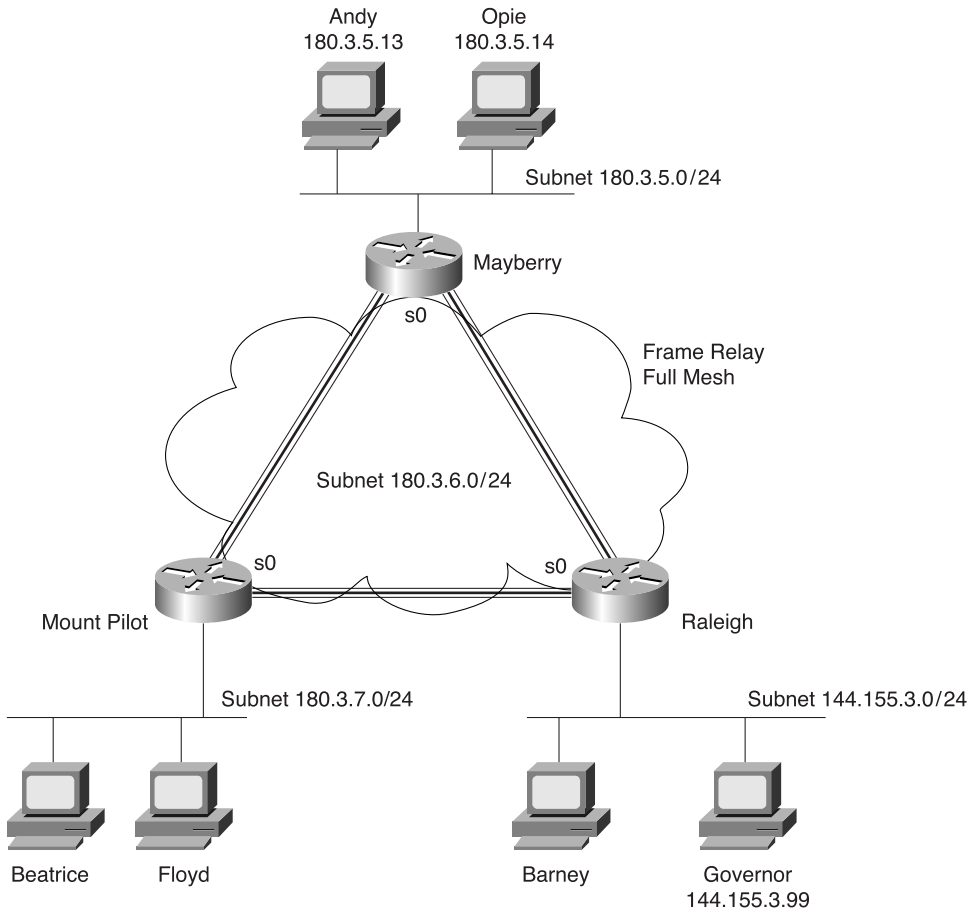 Andy
180.3.5.13
Opie
180.3.5.14
Subnet 180.3.5.0/24
Mayberry
s0
Frame Relay
Full Mesh
Subnet 180.3.6.0/24
s0
s0
Mount Pilot
Raleigh
Subnet 180.3.7.0/24
Subnet 144.155.3.0/24
Beatrice
Floyd
Barney
Governor
144.155.3.99